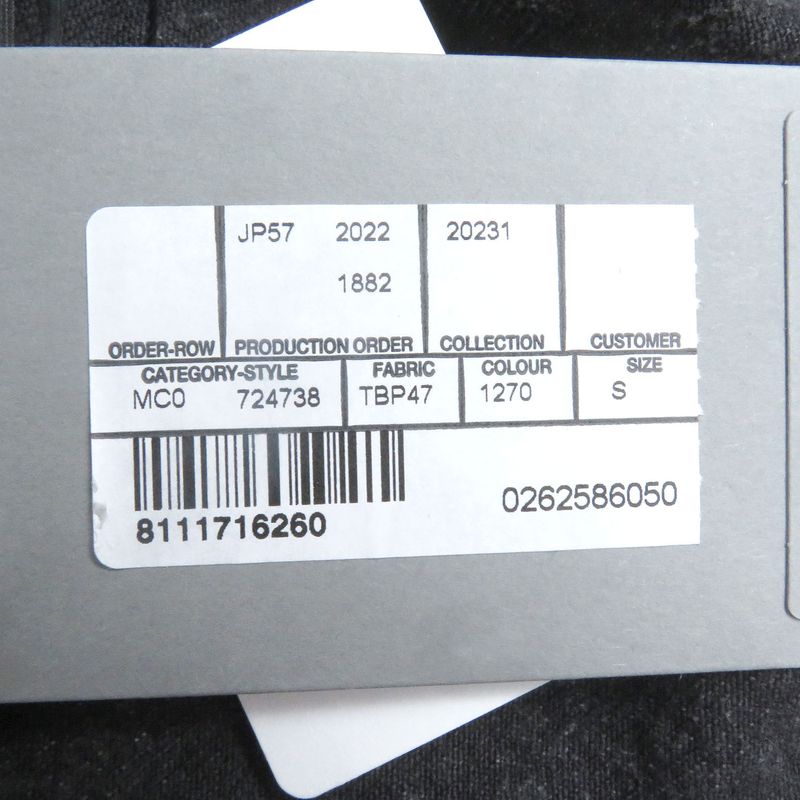 JP57 2022 20231
1882
ORDER-ROW PRODUCTION ORDER COLLECTION CUSTOMER
CATEGORY-STYLE FABRIC COLOUR SIZE
MC0 724738 TBP47 1270 S
8111716260 0262586050